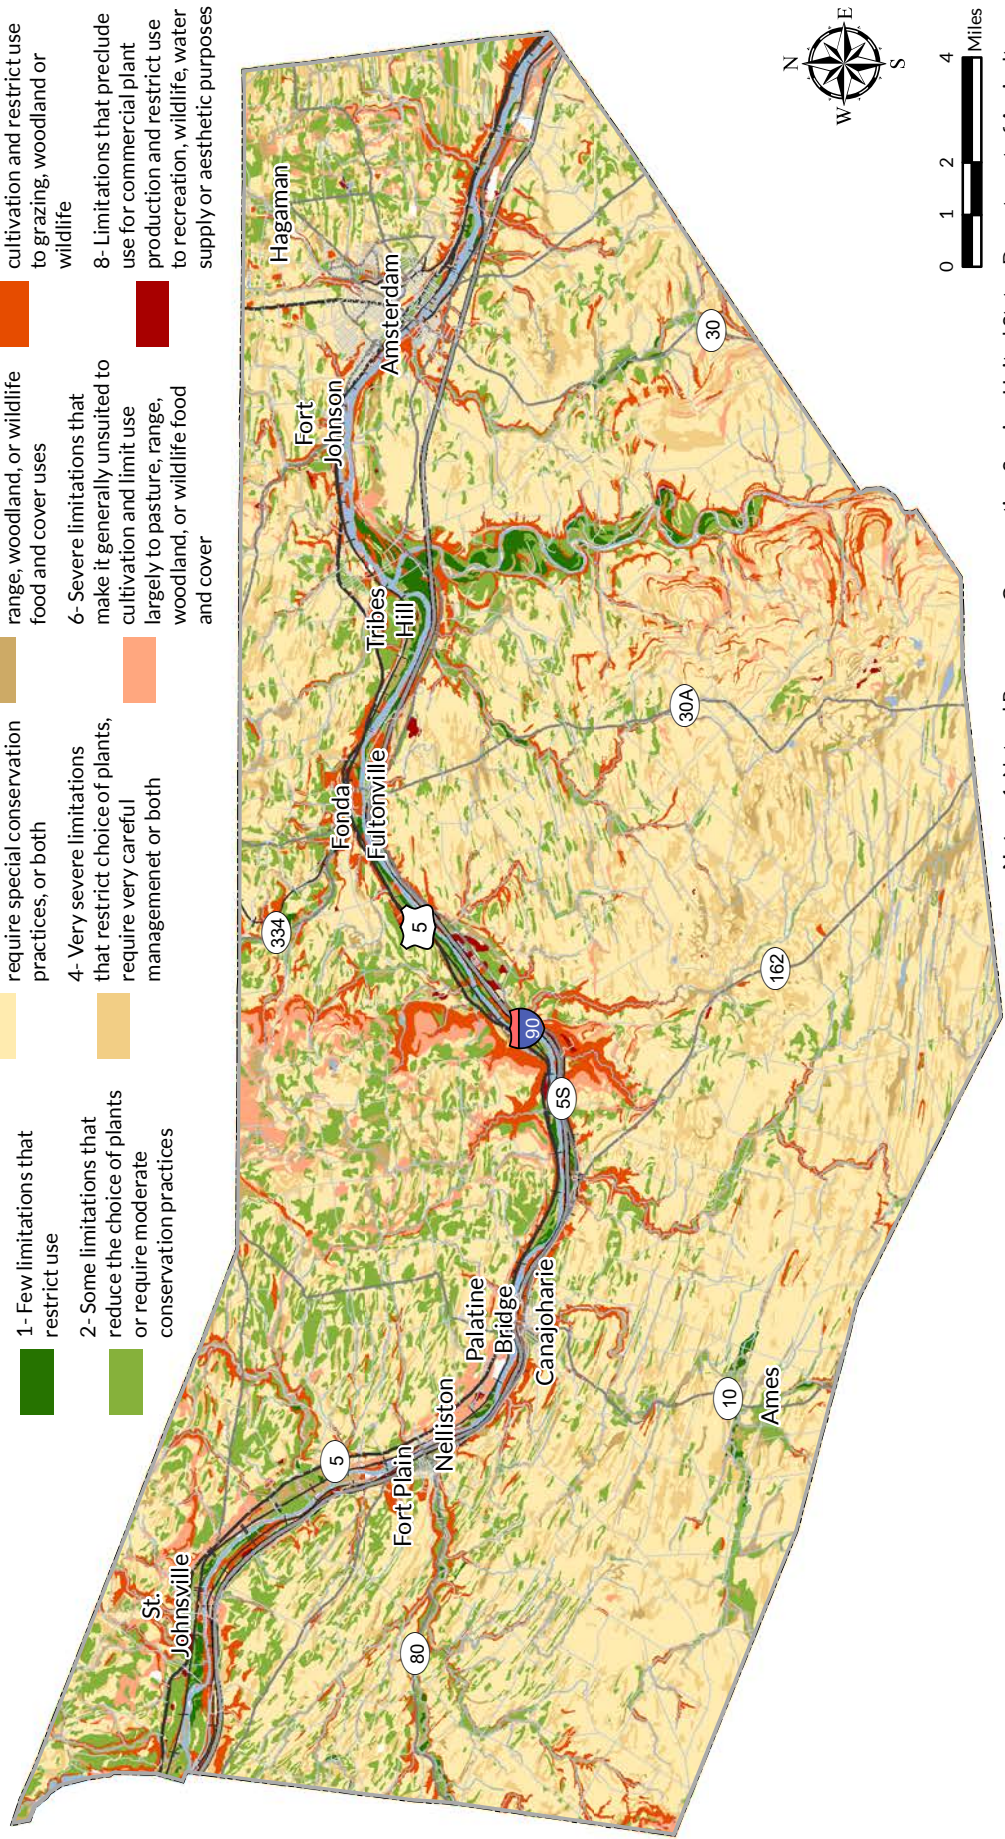 1- Few limitations that
restrict use
2- Some limitations that
reduce the choice of plants
or require moderate
conservation practices
require special conservation
practices, or both
4- Very severe limitations
that restrict choice of plants,
require very careful
managemenet or both
range, woodland, or wildlife
food and cover uses
6- Severe limitations that
make it generally unsuited to
cultivation and limit use
largely to pasture, range,
woodland, or wildlife food
and cover
cultivation and restrict use
to grazing, woodland or
wildlife
8- Limitations that preclude
use for commercial plant
production and restrict use
to recreation, wildlife, water
supply or aesthetic purposes
St.
Johnsville
5
Fort Plain
Nelliston
80
Palatine
Bridge
Canajoharie
10
Ames
334
Fonda
Fultonville
5
90
5S
162
Tribes
Hill
30A
Fort
Johnson
Hagaman
Amsterdam
30
N
W
E
S
0 1 2 4
Miles